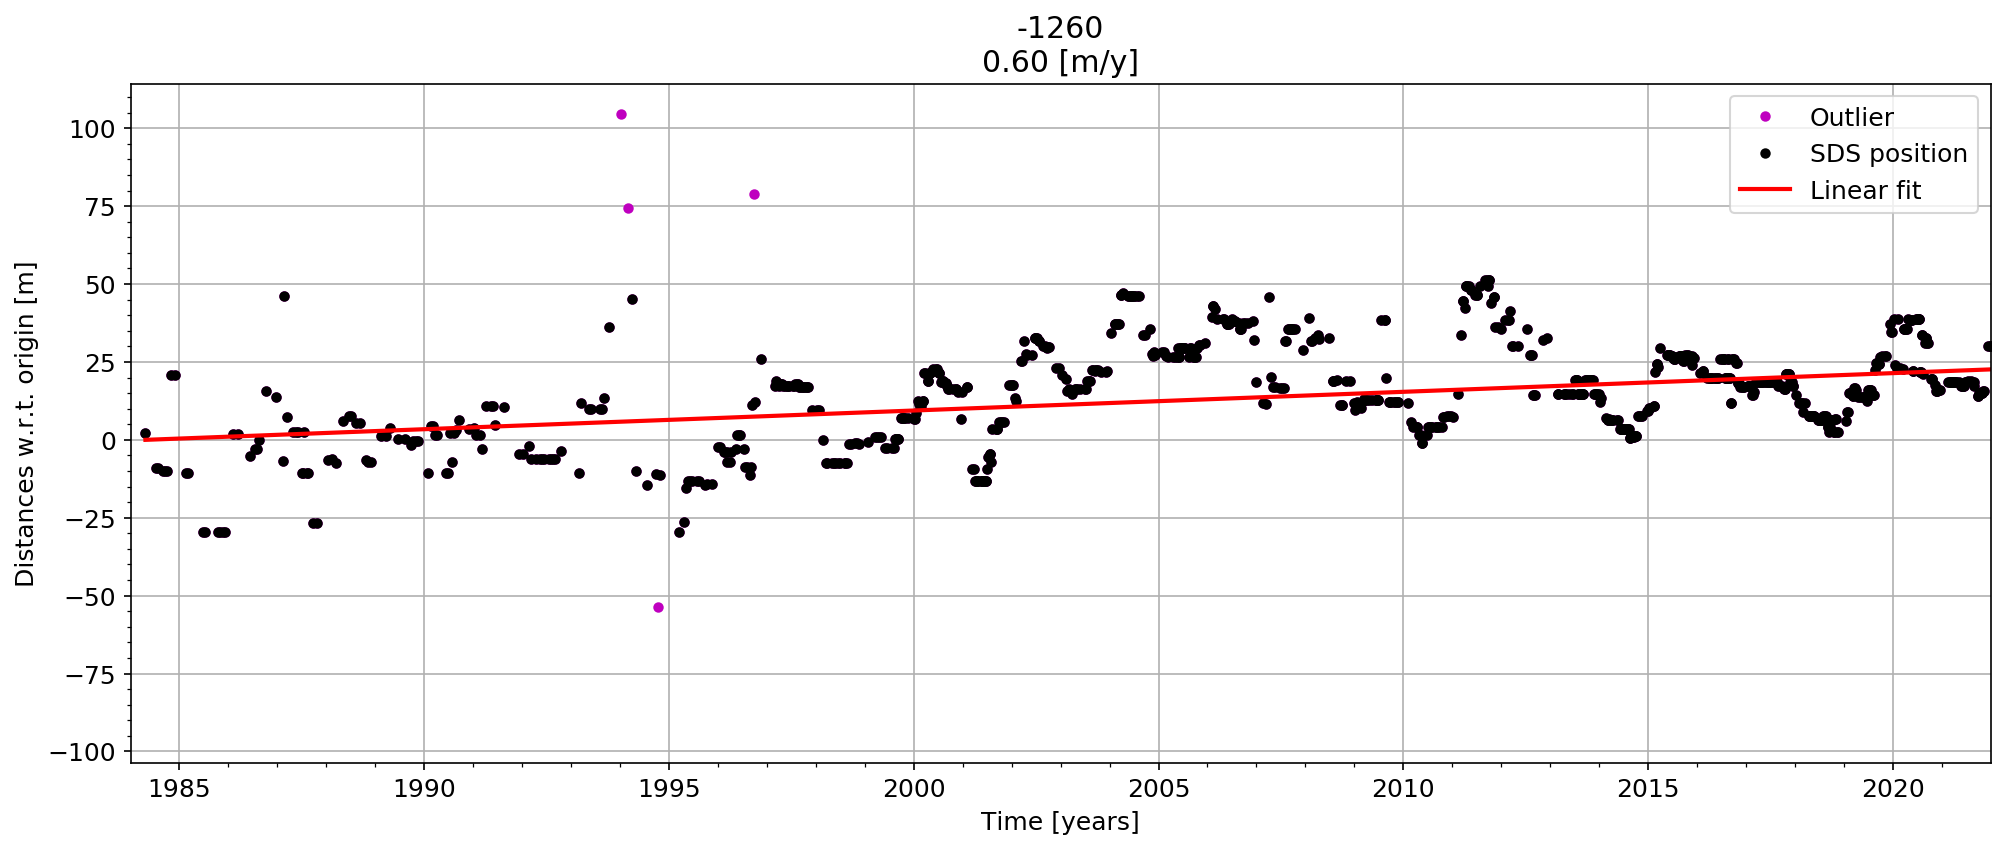 -1260
0.60 [m/y]
Outlier
SDS position
Linear fit
Distances w.r.t. origin [m]
100
75
50
25
0
−25
−50
−75
−100
1985 1990 1995 2000 2005 2010 2015 2020
Time [years]